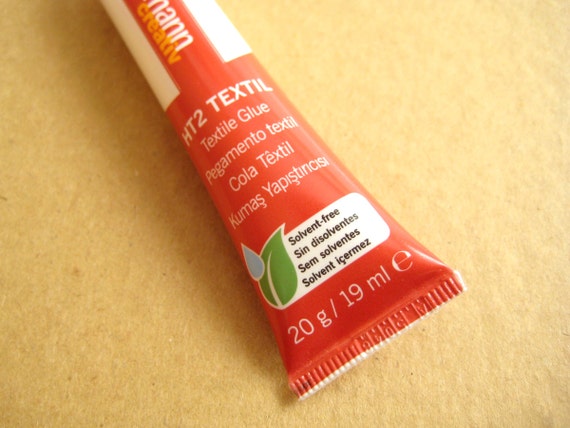 creativ
HT2 TEXTIL
Textile Glue
Pegamento textil
Cola Têxtil
Kumaş Yapıştırıcısı
Solvent-free
Sin disolventes
Sem solventes
Solvent içermez
20 g / 19 ml ℮